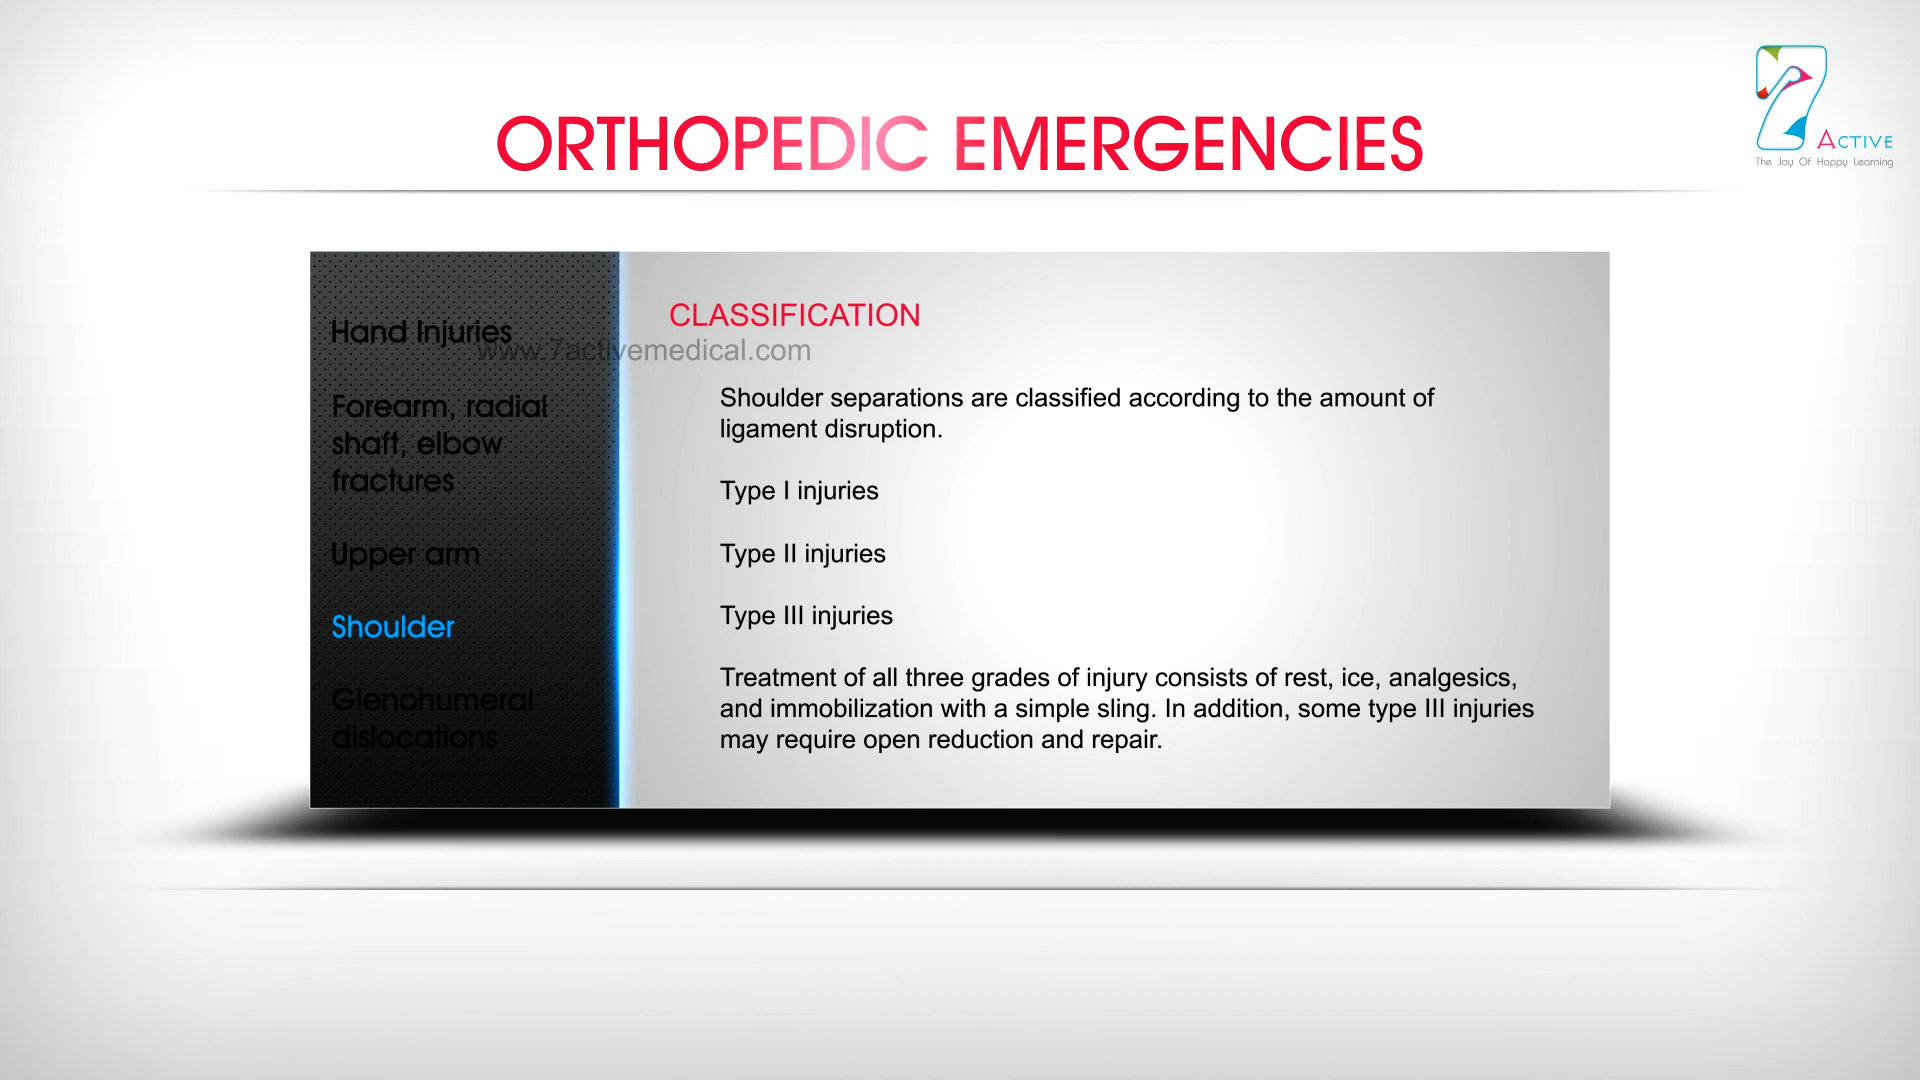 ORTHOPEDIC EMERGENCIES
7 ACTIVE
The Joy Of Happy Learning
Hand Injuries
Forearm, radial
shaft, elbow
fractures
Upper arm
Shoulder
Glenohumeral
dislocations
CLASSIFICATION
www.7activemedical.com
Shoulder separations are classified according to the amount of
ligament disruption.
Type I injuries
Type II injuries
Type III injuries
Treatment of all three grades of injury consists of rest, ice, analgesics,
and immobilization with a simple sling. In addition, some type III injuries
may require open reduction and repair.